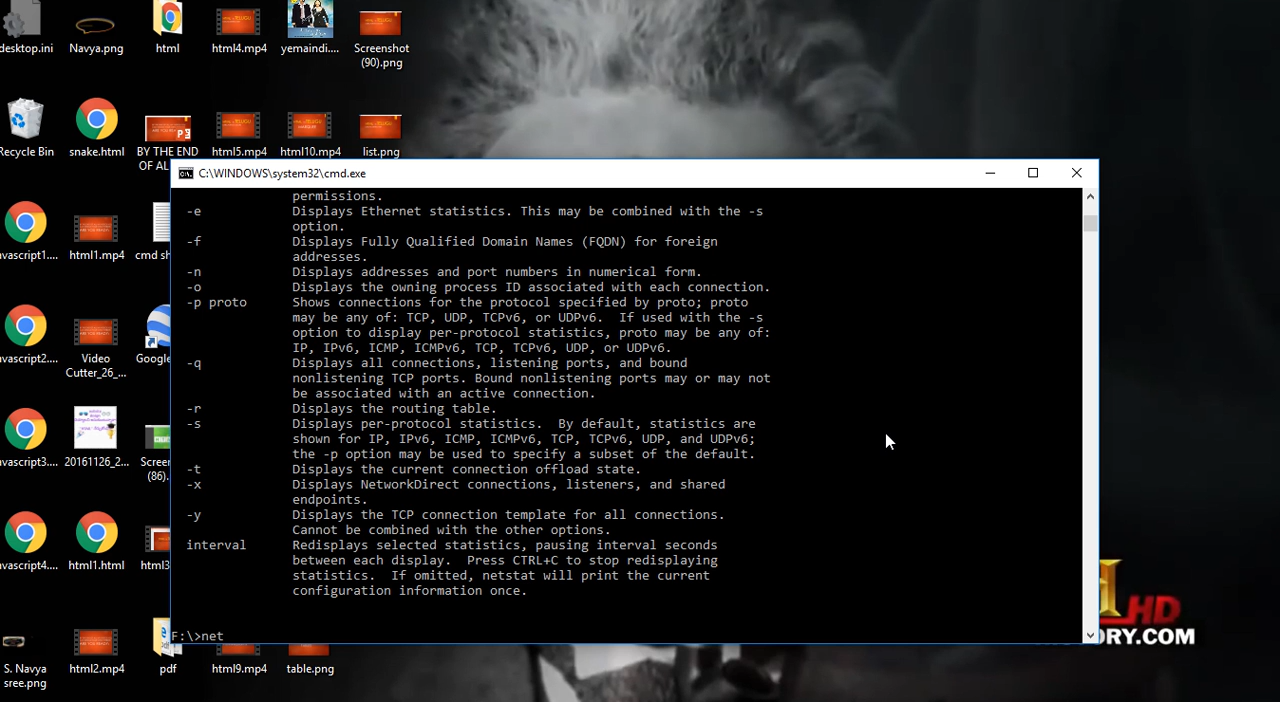 desktop.ini
Navya.png
html
html4.mp4
yemaindi....
Screenshot
(90).png
Recycle Bin
snake.html
BY THE END
OF AL
html5.mp4
html10.mp4
list.png
C:\WINDOWS\system32\cmd.exe
permissions.
-e Displays Ethernet statistics. This may be combined with the -s
option.
-f Displays Fully Qualified Domain Names (FQDN) for foreign
addresses.
-n Displays addresses and port numbers in numerical form.
-o Displays the owning process ID associated with each connection.
-p proto Shows connections for the protocol specified by proto; proto
may be any of: TCP, UDP, TCPv6, or UDPv6. If used with the -s
option to display per-protocol statistics, proto may be any of:
IP, IPv6, ICMP, ICMPv6, TCP, TCPv6, UDP, or UDPv6.
-q Displays all connections, listening ports, and bound
nonlistening TCP ports. Bound nonlistening ports may or may not
be associated with an active connection.
-r Displays the routing table.
-s Displays per-protocol statistics. By default, statistics are
shown for IP, IPv6, ICMP, ICMPv6, TCP, TCPv6, UDP, and UDPv6;
the -p option may be used to specify a subset of the default.
-t Displays the current connection offload state.
-x Displays NetworkDirect connections, listeners, and shared
endpoints.
-y Displays the TCP connection template for all connections.
Cannot be combined with the other options.
interval Redisplays selected statistics, pausing interval seconds
between each display. Press CTRL+C to stop redisplaying
statistics. If omitted, netstat will print the current
configuration information once.
F:\>net
avascript1....
html1.mp4
cmd sh
avascript2....
Video
Cutter_26_...
Google
avascript3....
20161126_2...
Screen
(86).
avascript4....
html1.html
html3
S. Navya
sree.png
html2.mp4
pdf
html9.mp4
table.png
HD
ORY.COM